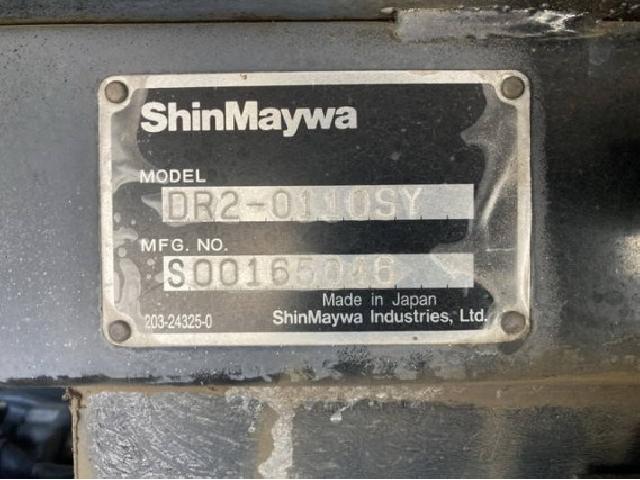 ShinMaywa
MODEL
DR2-0110SY
MFG. NO.
S00165046
Made in Japan
203-24325-0
ShinMaywa Industries, Ltd.